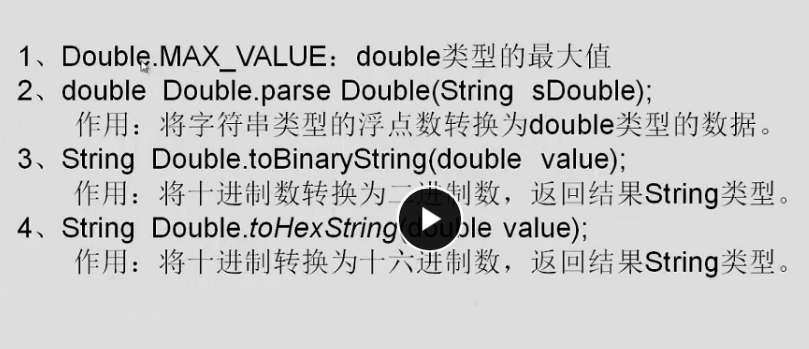 1、Double.MAX_VALUE：double类型的最大值
2、double Double.parse Double(String sDouble);
作用：将字符串类型的浮点数转换为double类型的数据。
3、String Double.toBinaryString(double value);
作用：将十进制数转换为二进制数，返回结果String类型。
4、String Double.toHexString(double value);
作用：将十进制转换为十六进制数，返回结果String类型。